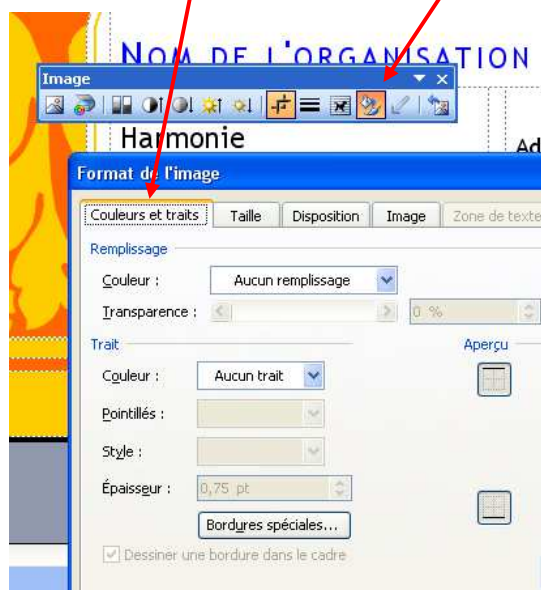 NOM DE L'ORGANISATION
Image
Harmonie
Ad
Format de l'image
Couleurs et traits Taille Disposition Image Zone de texte
Remplissage
Couleur : Aucun remplissage
Transparence : 0 %
Trait Aperçu
Couleur : Aucun trait
Pointillés :
Style :
Épaisseur : 0,75 pt
Bordures spéciales...
Dessiner une bordure dans le cadre